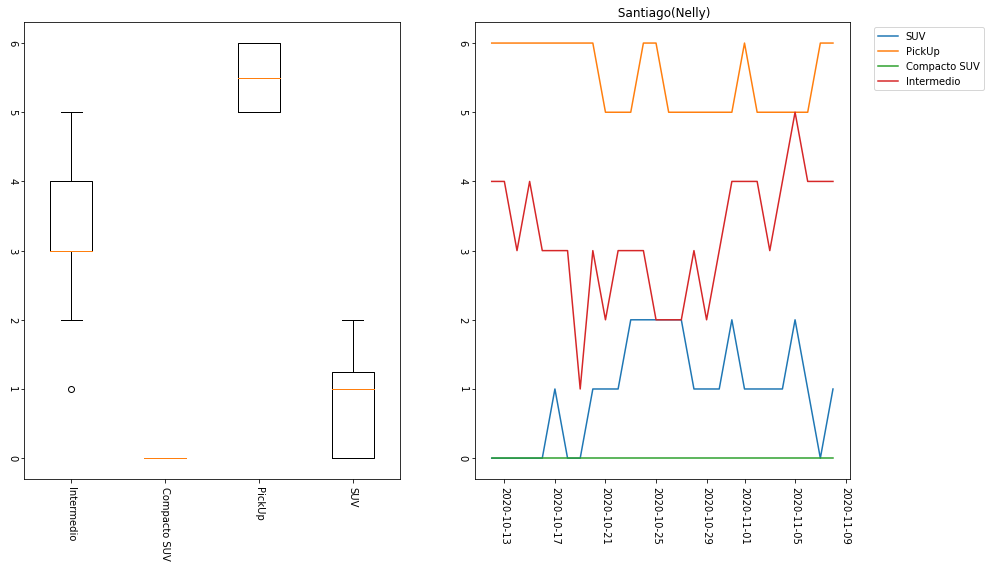 6
5
4
3
2
1
0
Intermedio
Compacto SUV
PickUp
SUV
Santiago(Nelly)
6
5
4
3
2
1
0
2020-10-13
2020-10-17
2020-10-21
2020-10-25
2020-10-29
2020-11-01
2020-11-05
2020-11-09
SUV
PickUp
Compacto SUV
Intermedio